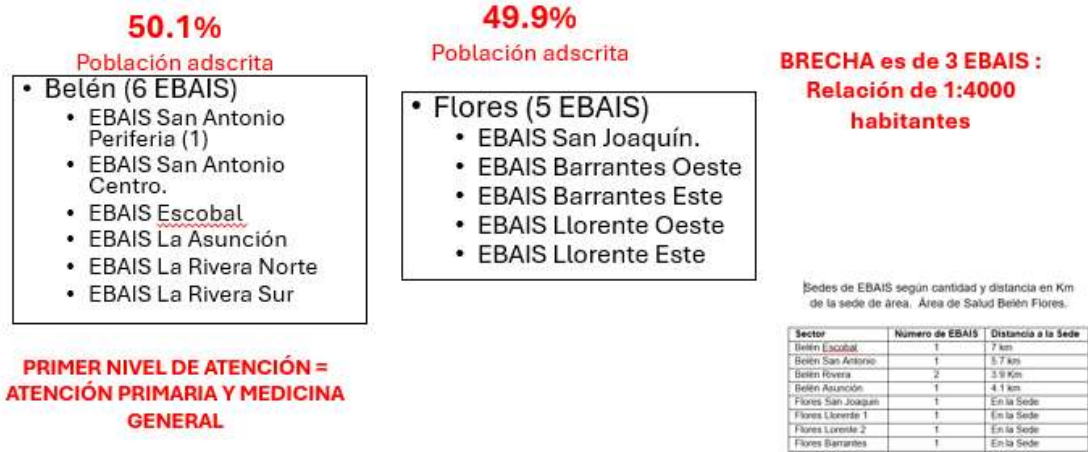 50.1%
Población adscrita
• Belén (6 EBAIS)
• EBAIS San Antonio
Periferia (1)
• EBAIS San Antonio
Centro.
• EBAIS Escobal
• EBAIS La Asunción
• EBAIS La Rivera Norte
• EBAIS La Rivera Sur
PRIMER NIVEL DE ATENCIÓN =
ATENCIÓN PRIMARIA Y MEDICINA
GENERAL
49.9%
Población adscrita
• Flores (5 EBAIS)
• EBAIS San Joaquín.
• EBAIS Barrantes Oeste
• EBAIS Barrantes Este
• EBAIS Llorente Oeste
• EBAIS Llorente Este
BRECHA es de 3 EBAIS :
Relación de 1:4000
habitantes
Sedes de EBAIS según cantidad y distancia en Km
de la sede de área. Área de Salud Belén Flores.
Sector Número de EBAIS Distancia a la Sede
Belén Escobal 1 7 km
Belén San Antonio 1 5.7 km
Belén Rivera 2 3.9 Km
Belén Asunción 1 4.1 km
Flores San Joaquín 1 En la Sede
Flores Llorente 1 1 En la Sede
Flores Lorente 2 1 En la Sede
Flores Barrantes 1 En la Sede